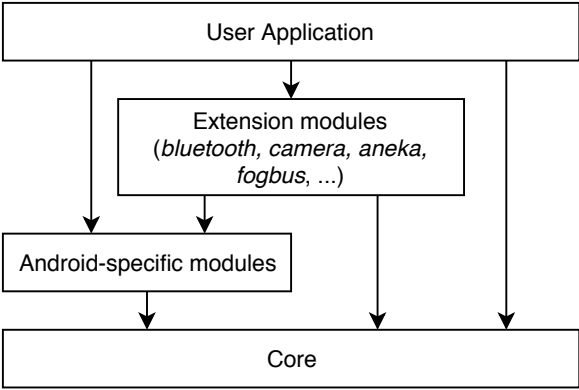 User Application
Extension modules
(bluetooth, camera, aneka,
fogbus, ...)
Android-specific modules
Core